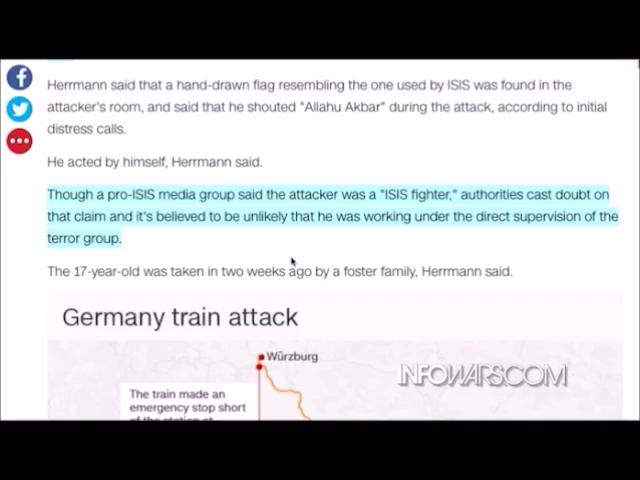 Herrmann said that a hand-drawn flag resembling the one used by ISIS was found in the
attacker's room, and said that he shouted "Allahu Akbar" during the attack, according to initial
distress calls.
He acted by himself, Herrmann said.
Though a pro-ISIS media group said the attacker was a "ISIS fighter," authorities cast doubt on
that claim and it's believed to be unlikely that he was working under the direct supervision of the
terror group.
The 17-year-old was taken in two weeks ago by a foster family, Herrmann said.
Germany train attack
Würzburg
INFOWARS.COM
The train made an
emergency stop short
of the station at